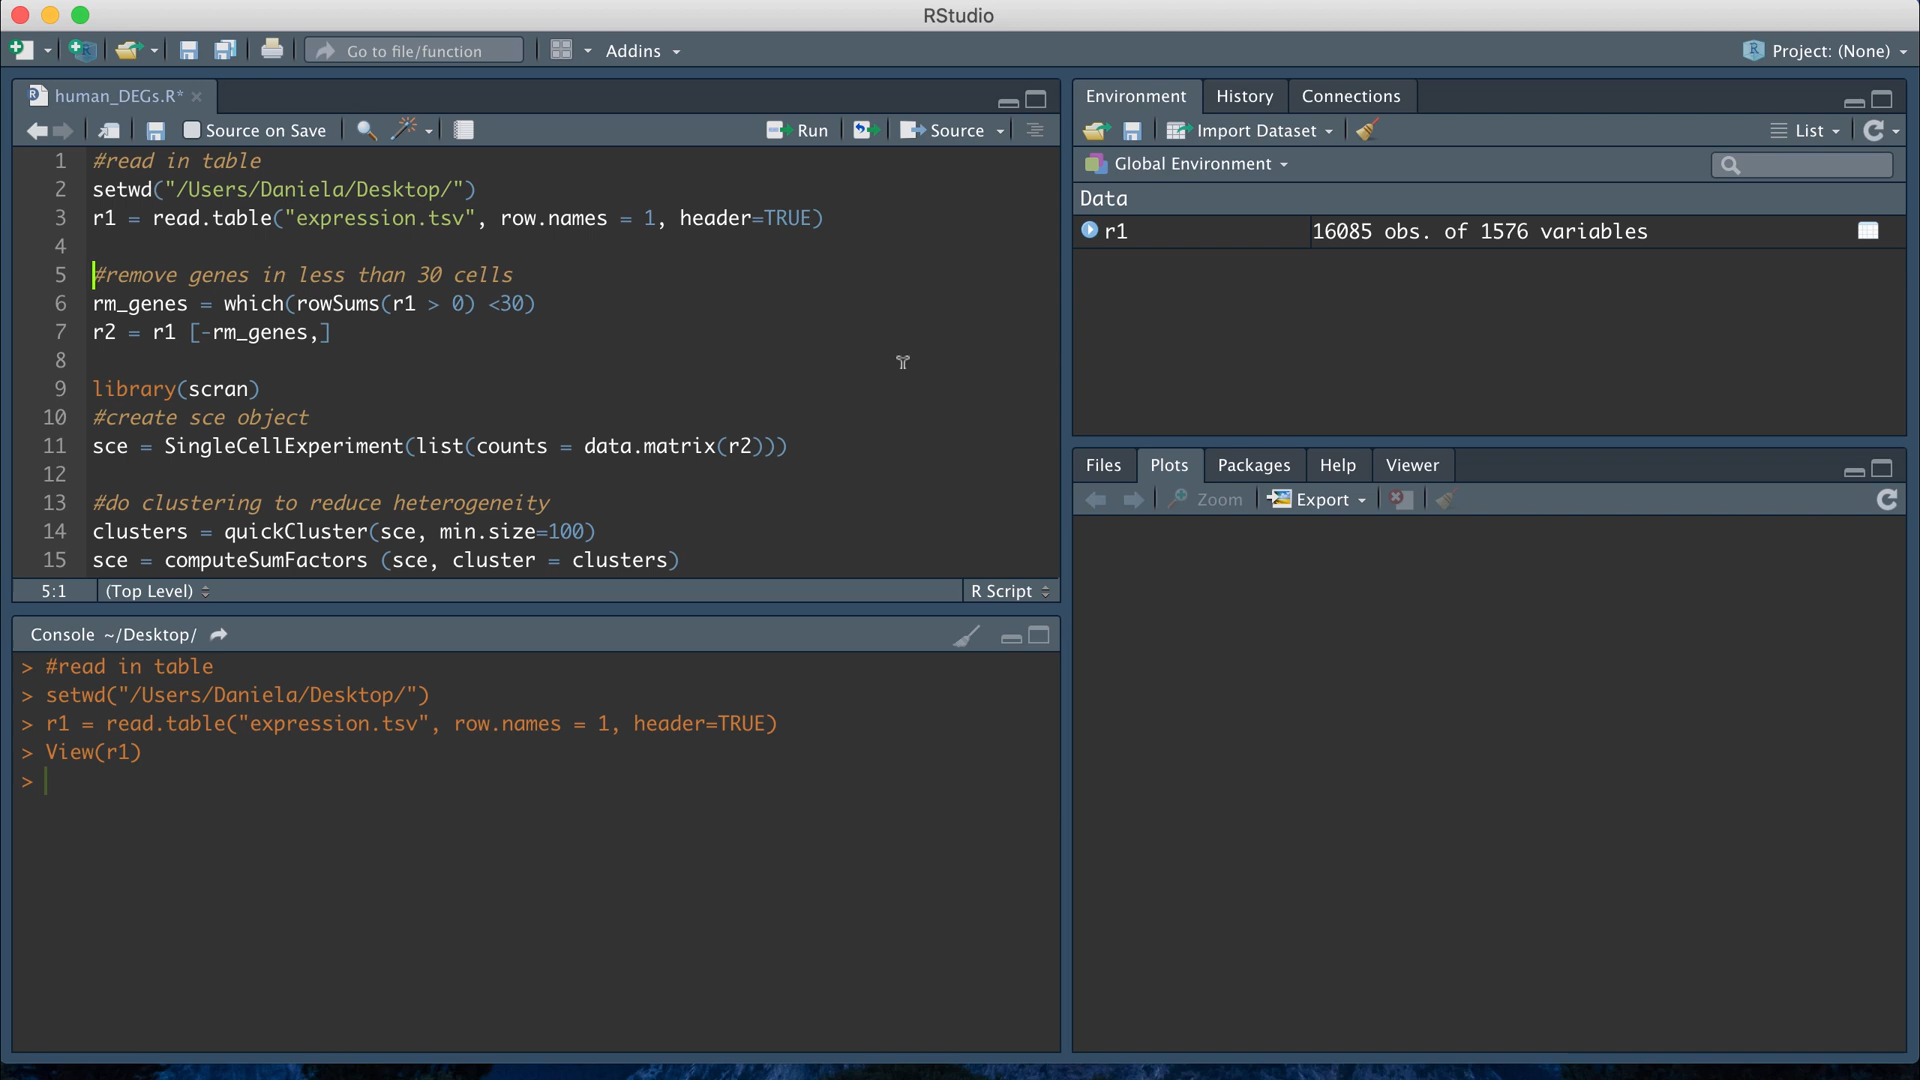 RStudio
Go to file/function
Addins
Project: (None)
human_DEGs.R*
Source on Save
Run
Source
1 #read in table
2 setwd("/Users/Daniela/Desktop/")
3 r1 = read.table("expression.tsv", row.names = 1, header=TRUE)
4
5 #remove genes in less than 30 cells
6 rm_genes = which(rowSums(r1 > 0) <30)
7 r2 = r1 [-rm_genes,]
8
9 library(scran)
10 #create sce object
11 sce = SingleCellExperiment(list(counts = data.matrix(r2)))
12
13 #do clustering to reduce heterogeneity
14 clusters = quickCluster(sce, min.size=100)
15 sce = computeSumFactors (sce, cluster = clusters)
5:1 (Top Level) R Script
Console ~/Desktop/
> #read in table
> setwd("/Users/Daniela/Desktop/")
> r1 = read.table("expression.tsv", row.names = 1, header=TRUE)
> View(r1)
>
Environment History Connections
Import Dataset List
Global Environment
Data
r1 16085 obs. of 1576 variables
Files Plots Packages Help Viewer
Zoom Export